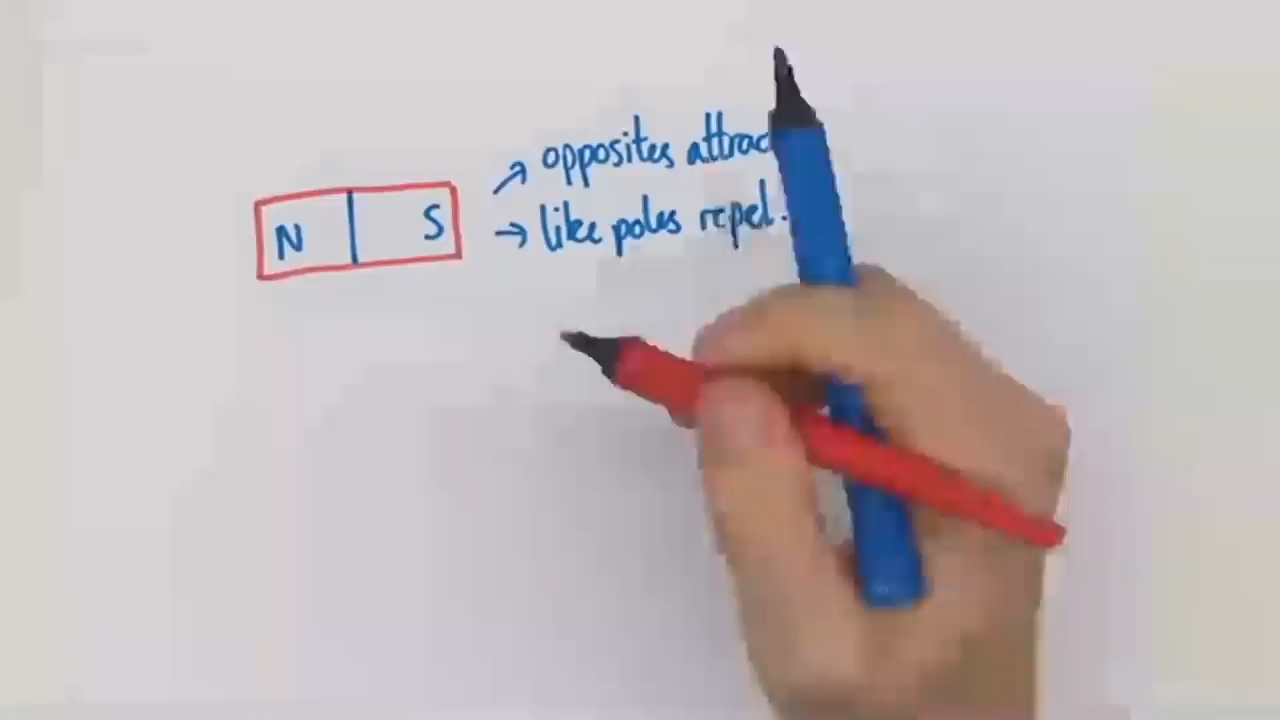 N S
→ opposites attrac
→ like poles repel.